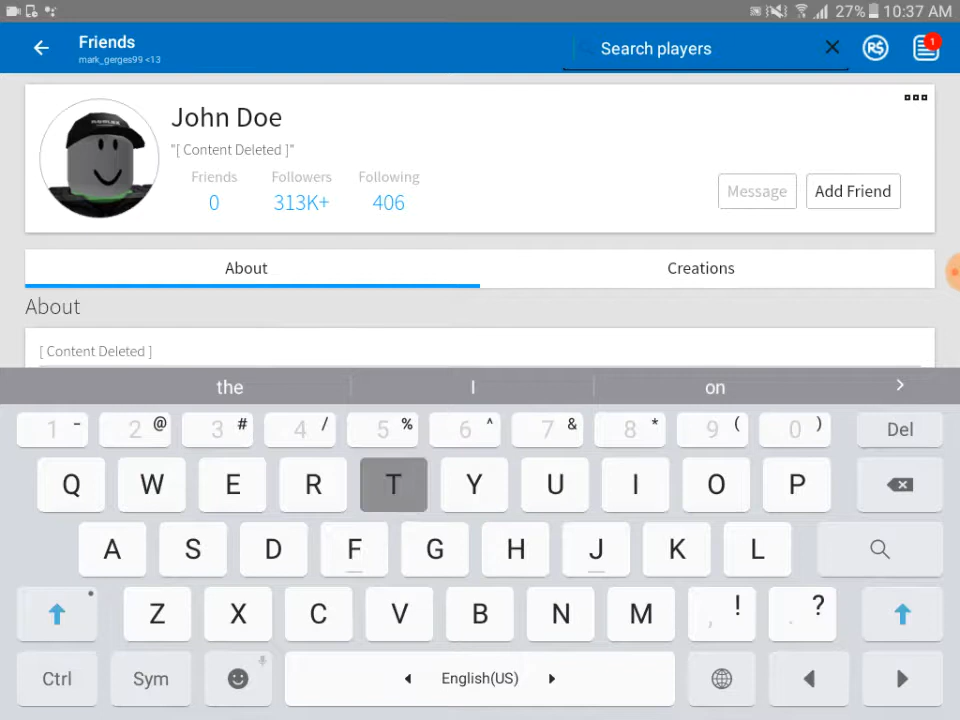 27% 10:37 AM
Friends
mark_gerges99 <13
Search players
R$
1
John Doe
"[ Content Deleted ]"
Friends Followers Following
0 313K+ 406
Message
Add Friend
About Creations
About
[ Content Deleted ]
the I on
1 - 2 @ 3 # 4 / 5 % 6 ^ 7 & 8 * 9 ( 0 ) Del
Q W E R T Y U I O P
A S D F G H J K L
Z X C V B N M , ! . ?
Ctrl Sym English(US)